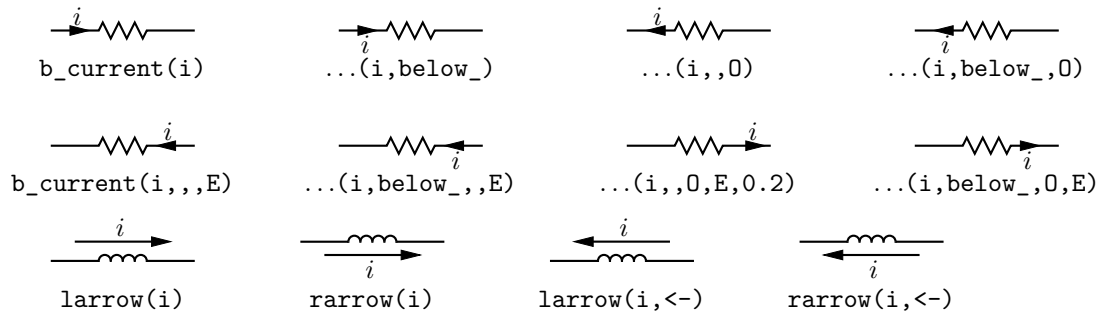 i i i i
b_current(i) ...(i,below_) ...(i,,O) ...(i,below_,O)
i i i i
b_current(i,,,E) ...(i,below_,,E) ...(i,,O,E,0.2) ...(i,below_,O,E)
i i i i
larrow(i) rarrow(i) larrow(i,<-) rarrow(i,<-)